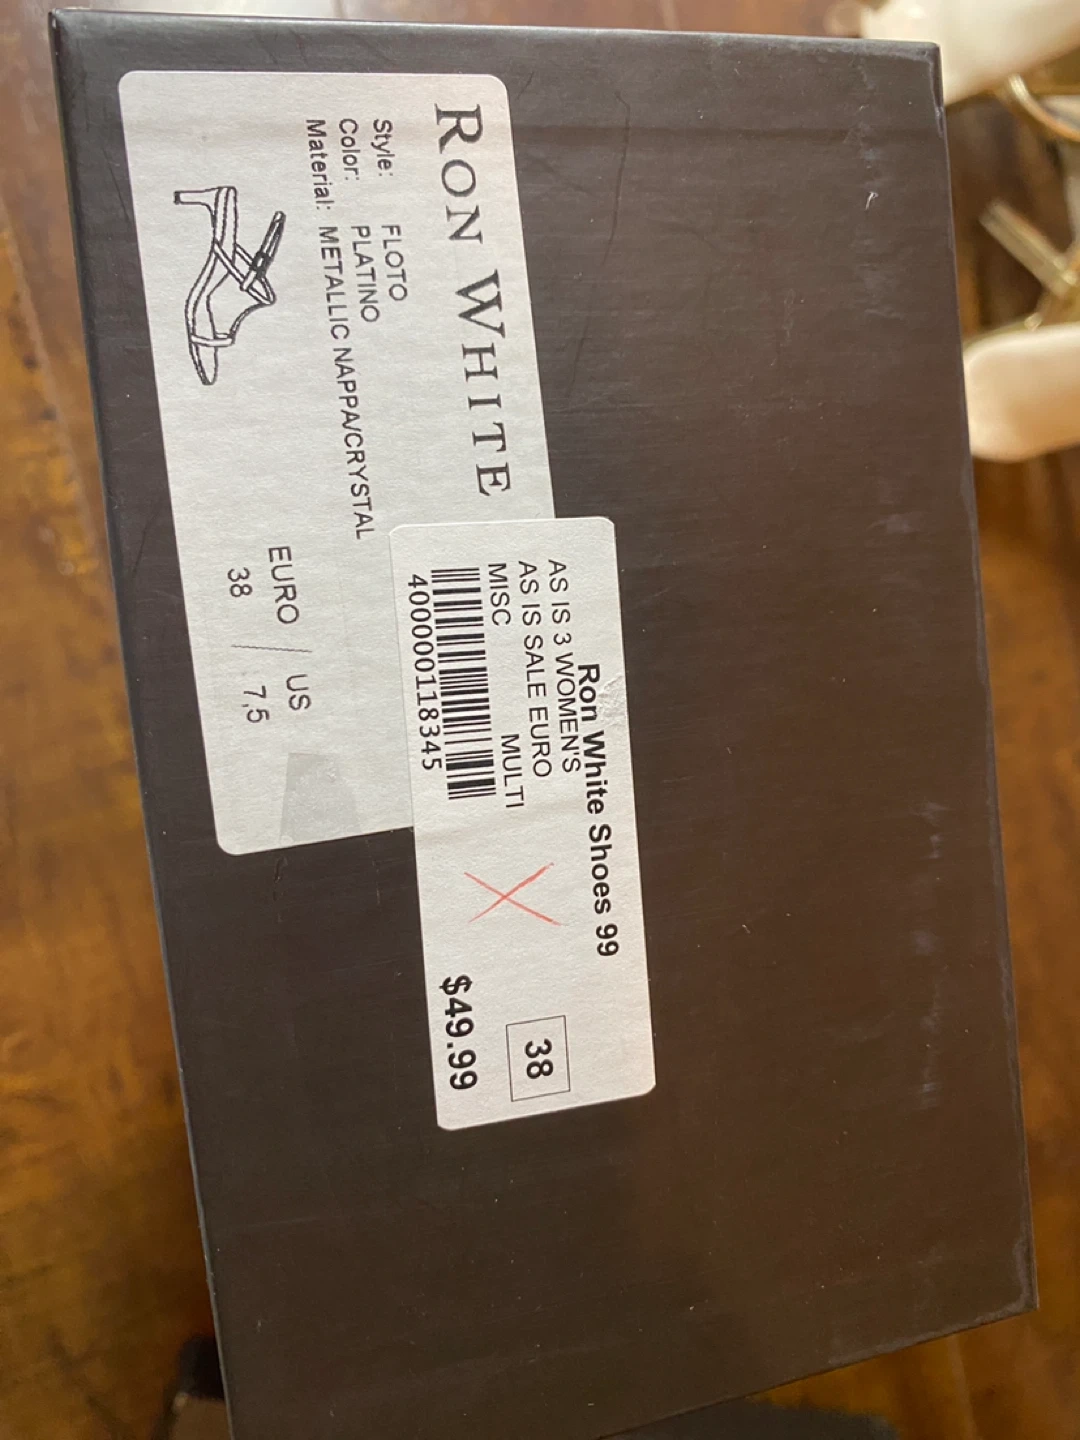 RON WHITE
Style: FLOTO
Color: PLATINO
Material: METALLIC NAPPA/CRYSTAL
EURO / US
38 7,5
Ron White Shoes 99
AS IS 3 WOMEN'S
AS IS SALE EURO
MISC MULTI
400000118345
38
$49.99